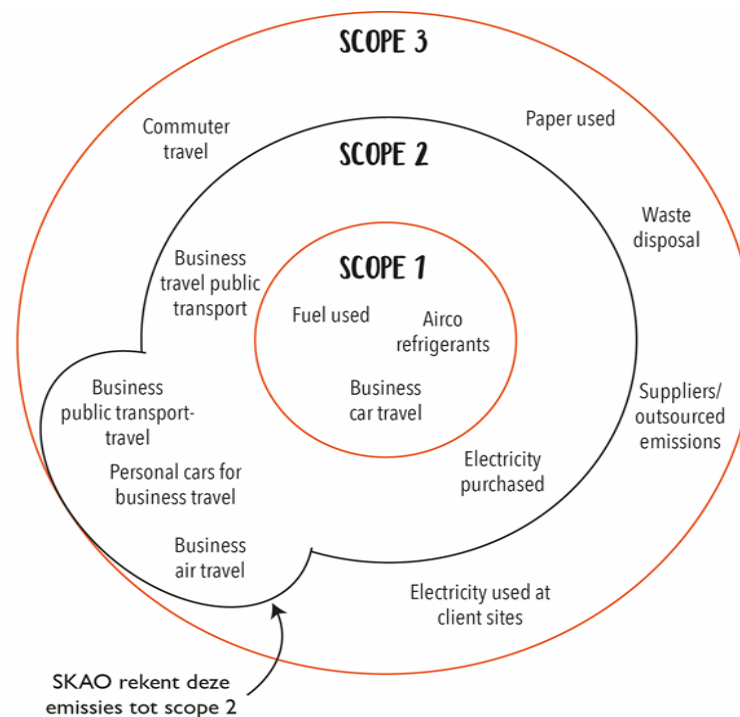 SCOPE 3
Commuter
travel
Paper used
SCOPE 2
Waste
disposal
Business
travel public
transport
SCOPE 1
Fuel used
Airco
refrigerants
Business
car travel
Business
public transport-
travel
Suppliers/
outsourced
emissions
Personal cars for
business travel
Electricity
purchased
Business
air travel
Electricity used at
client sites
SKAO rekent deze
emissies tot scope 2